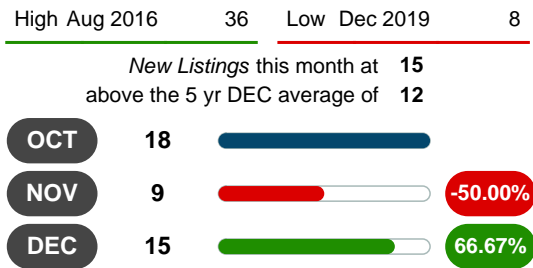 High Aug 2016 36 Low Dec 2019 8
New Listings this month at 15
above the 5 yr DEC average of 12
OCT 18
NOV 9 -50.00%
DEC 15 66.67%